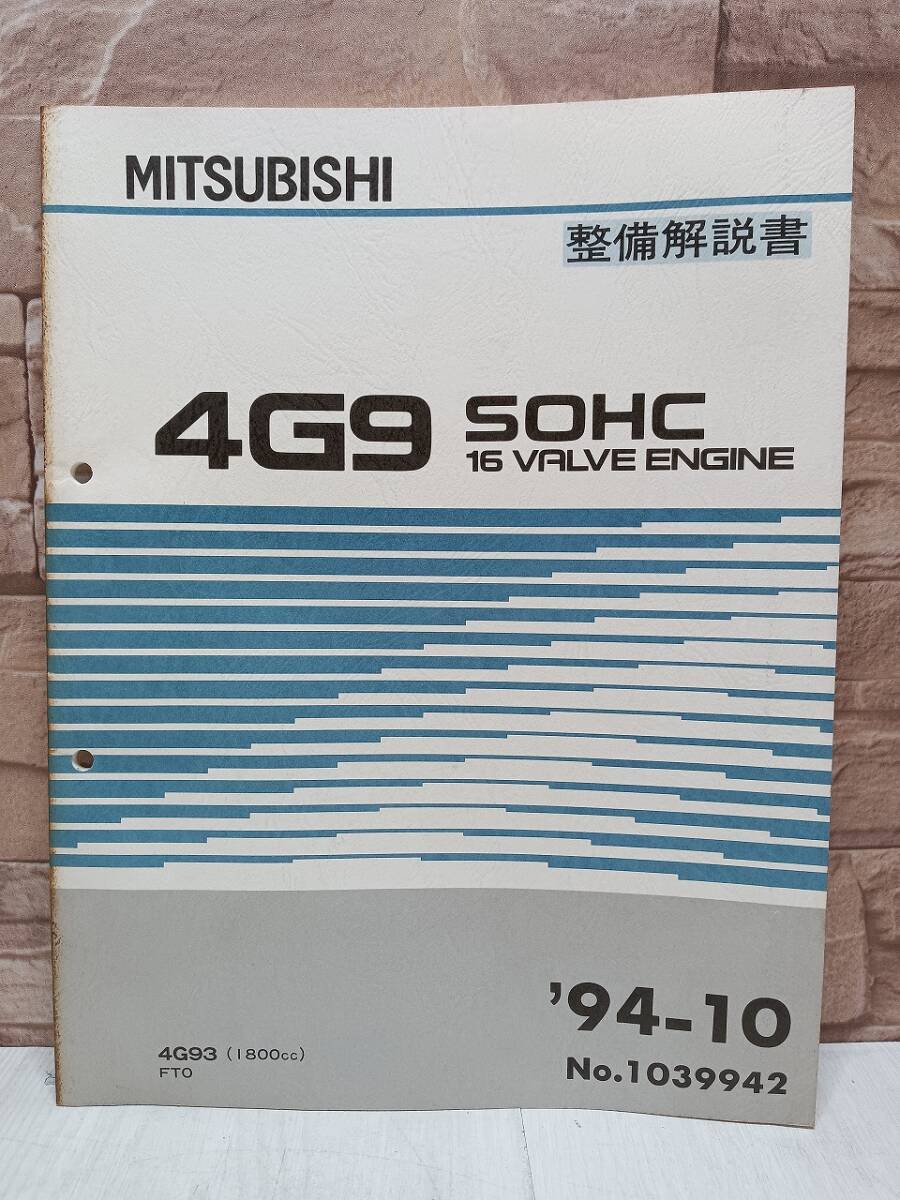 MITSUBISHI
整備解説書
4G9 SOHC
16 VALVE ENGINE
'94-10
No.1039942
4G93 (1800cc)
FTO